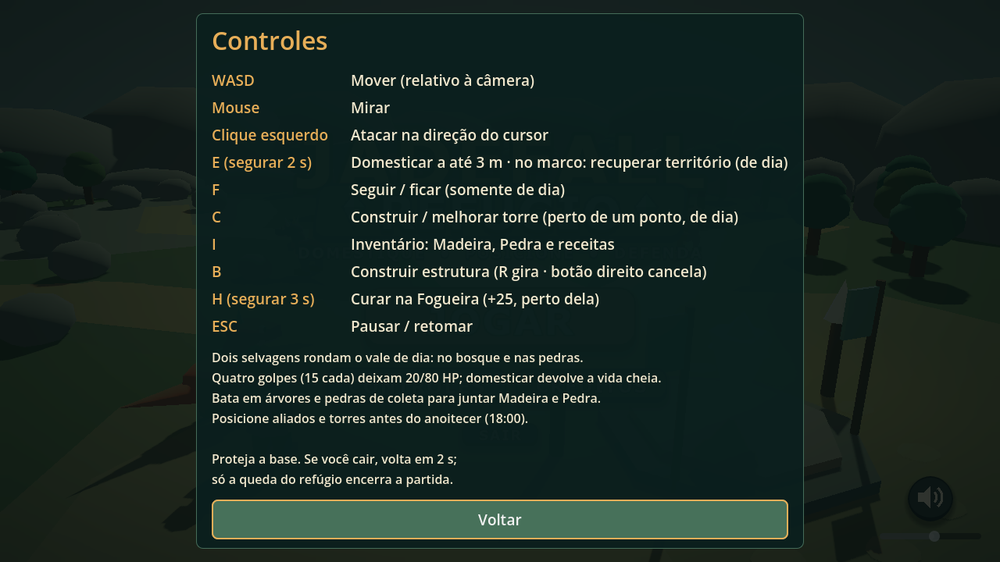 Controles
WASD Mover (relativo à câmera)
Mouse Mirar
Clique esquerdo Atacar na direção do cursor
E (segurar 2 s) Domesticar a até 3 m · no marco: recuperar território (de dia)
F Seguir / ficar (somente de dia)
C Construir / melhorar torre (perto de um ponto, de dia)
I Inventário: Madeira, Pedra e receitas
B Construir estrutura (R gira · botão direito cancela)
H (segurar 3 s) Curar na Fogueira (+25, perto dela)
ESC Pausar / retomar
Dois selvagens rondam o vale de dia: no bosque e nas pedras.
Quatro golpes (15 cada) deixam 20/80 HP; domesticar devolve a vida cheia.
Bata em árvores e pedras de coleta para juntar Madeira e Pedra.
Posicione aliados e torres antes do anoitecer (18:00).
Proteja a base. Se você cair, volta em 2 s;
só a queda do refúgio encerra a partida.
Voltar